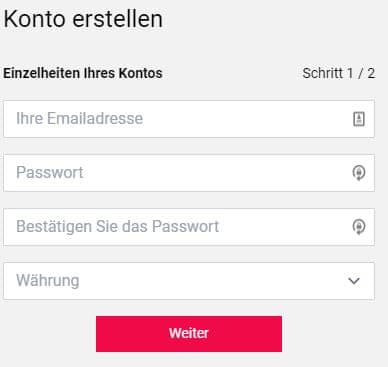 Konto erstellen
Einzelheiten Ihres Kontos Schritt 1 / 2
Ihre Emailadresse
Passwort
Bestätigen Sie das Passwort
Währung
Weiter